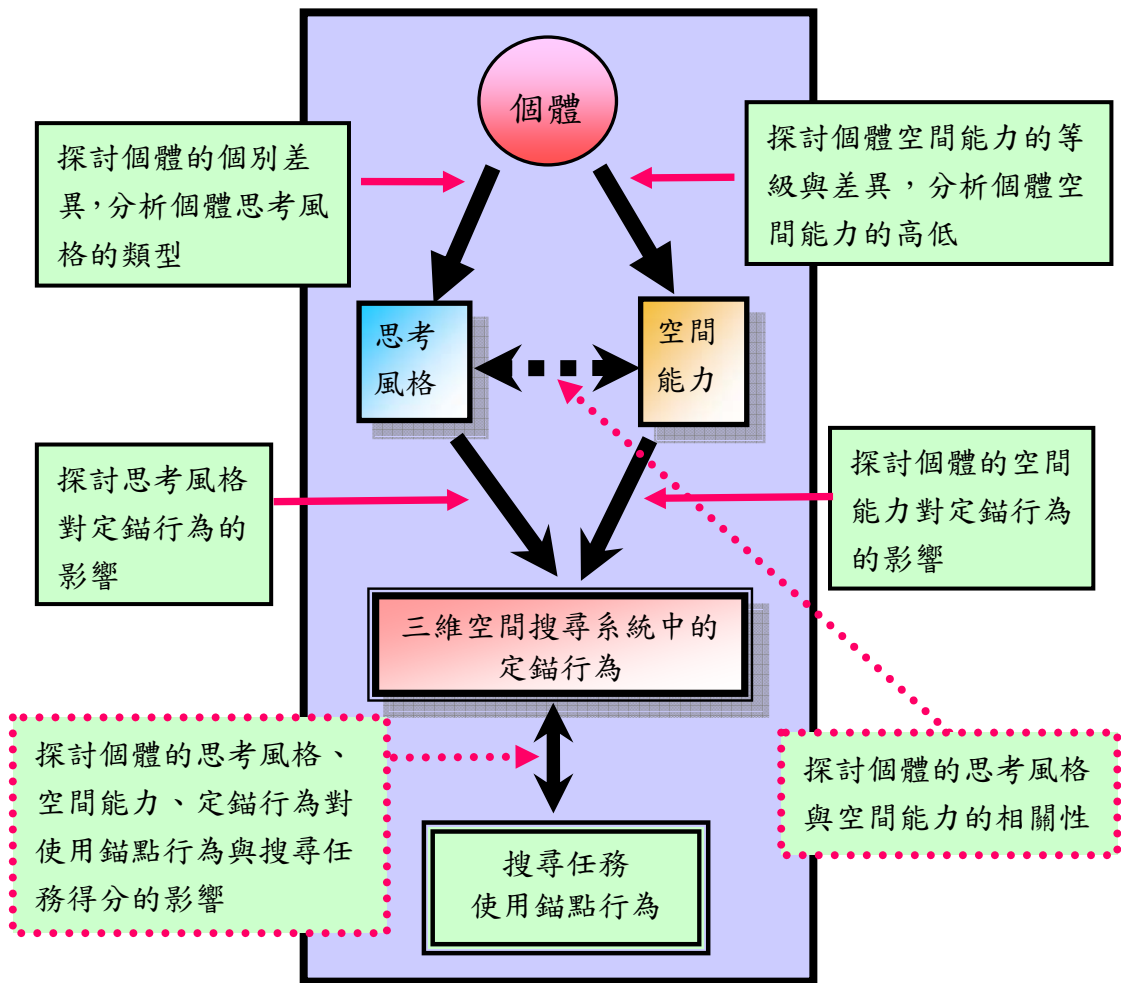 個體
探討個體的個別差
異，分析個體思考風
格的類型
探討個體空間能力的等
級與差異，分析個體空
間能力的高低
思考
風格
空間
能力
探討思考風格
對定錨行為的
影響
探討個體的空間
能力對定錨行為
的影響
三維空間搜尋系統中的
定錨行為
探討個體的思考風格、
空間能力、定錨行為對
使用錨點行為與搜尋任
務得分的影響
探討個體的思考風格
與空間能力的相關性
搜尋任務
使用錨點行為